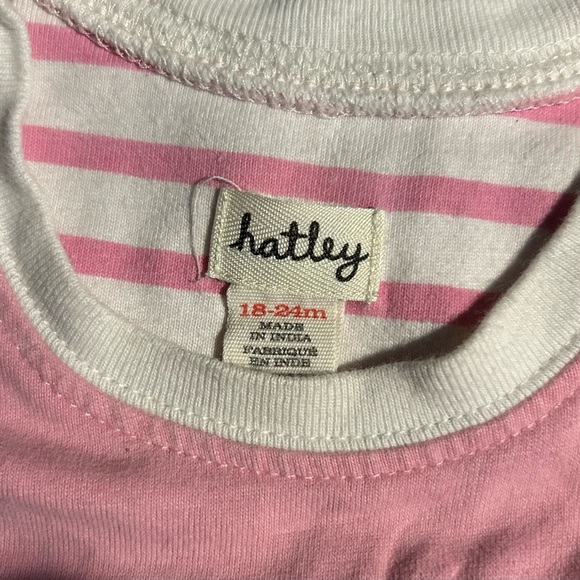 hatley
18-24m
MADE
IN INDIA
FABRIQUÉ
EN INDE